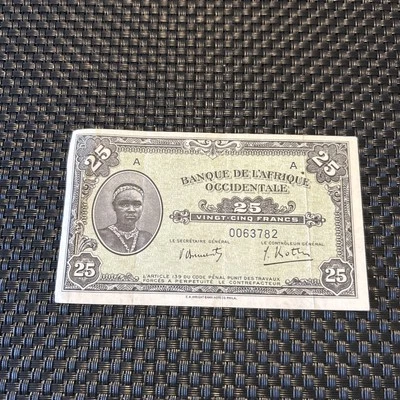 25 A A 25
BANQUE DE L'AFRIQUE
OCCIDENTALE
25
VINGT-CINQ FRANCS
0063782
LE SECRÉTAIRE GÉNÉRAL LE CONTRÔLEUR GÉNÉRAL
L'ARTICLE 139 DU CODE PÉNAL PUNIT DES TRAVAUX
FORCÉS À PERPÉTUITÉ LE CONTREFACTEUR
25 25